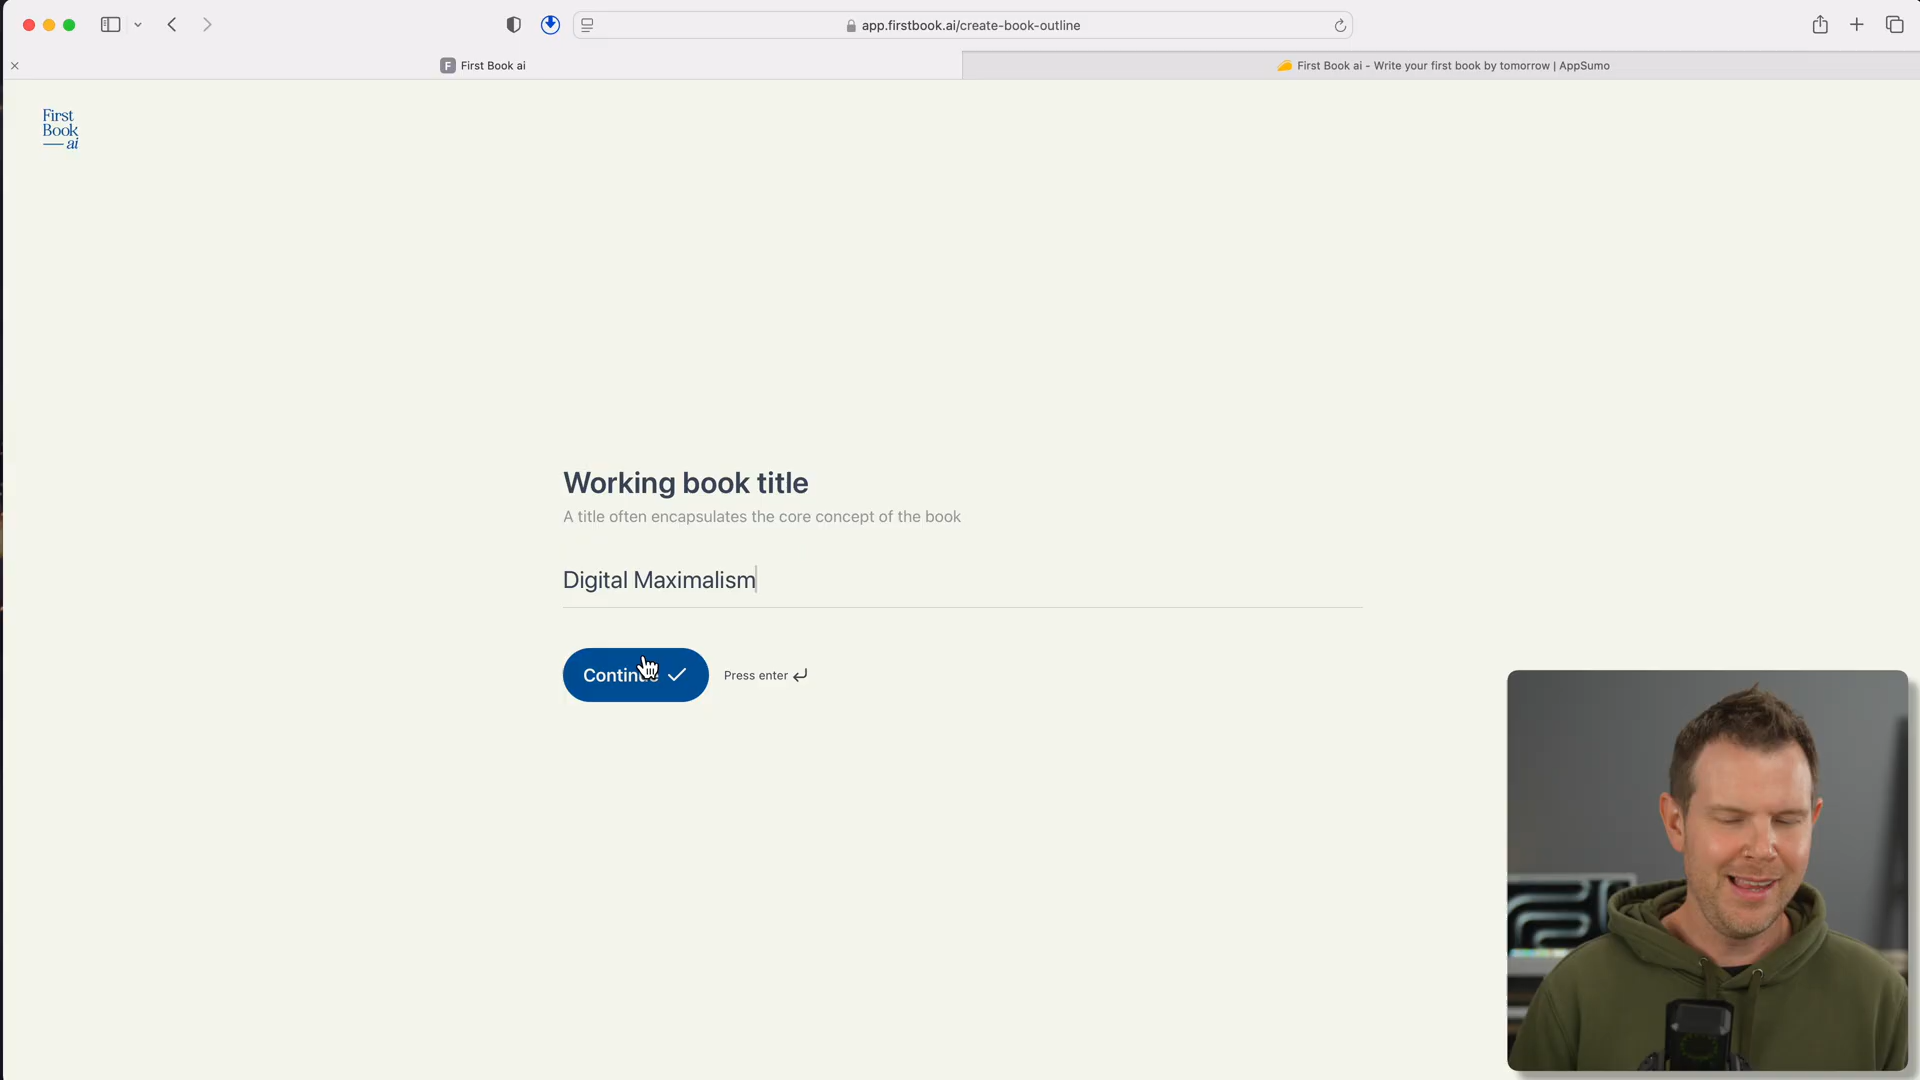 app.firstbook.ai/create-book-outline
F First Book ai
First Book ai - Write your first book by tomorrow | AppSumo
First
Book
— ai
Working book title
A title often encapsulates the core concept of the book
Digital Maximalism
Continue
Press enter